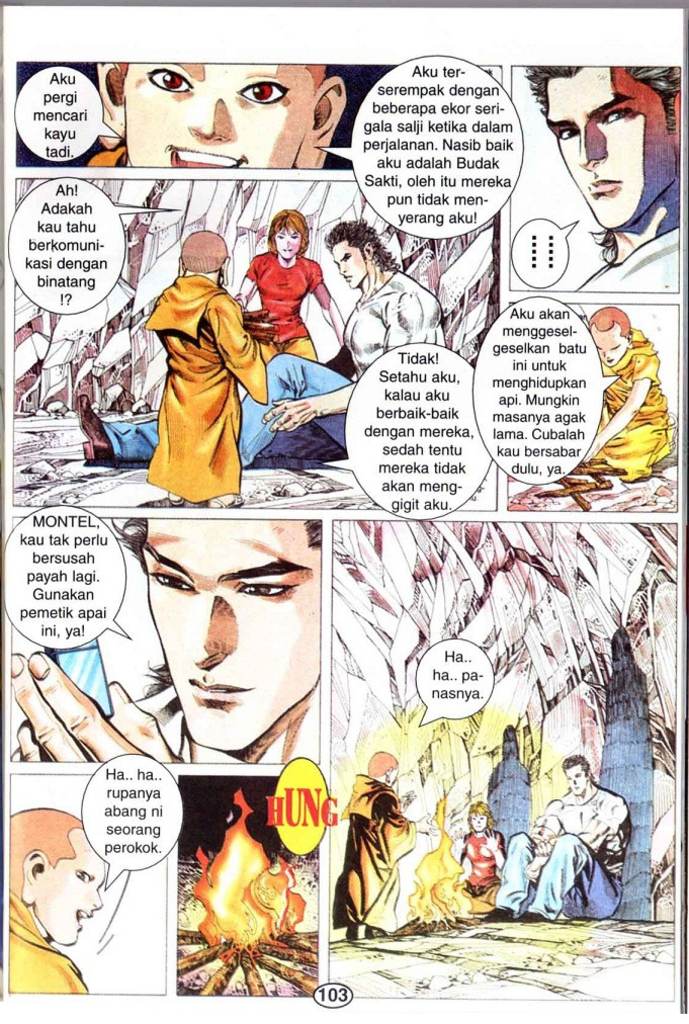 Aku
pergi
mencari
kayu
tadi.
Aku ter-
serempak dengan
beberapa ekor seri-
gala salji ketika dalam
perjalanan. Nasib baik
aku adalah Budak
Sakti, oleh itu mereka
pun tidak men-
yerang aku!
Ah!
Adakah
kau tahu
berkomuni-
kasi dengan
binatang
!?
Tidak!
Setahu aku,
kalau aku
berbaik-baik
dengan mereka,
sedah tentu
mereka tidak
akan meng-
gigit aku.
Aku akan
menggesel-
geselkan batu
ini untuk
menghidupkan
api. Mungkin
masanya agak
lama. Cubalah
kau bersabar
dulu, ya.
MONTEL,
kau tak perlu
bersusah
payah lagi.
Gunakan
pemetik apai
ini, ya!
Ha.. ha..
rupanya
abang ni
seorang
perokok.
HUNG
Ha..
ha.. pa-
nasnya.
103